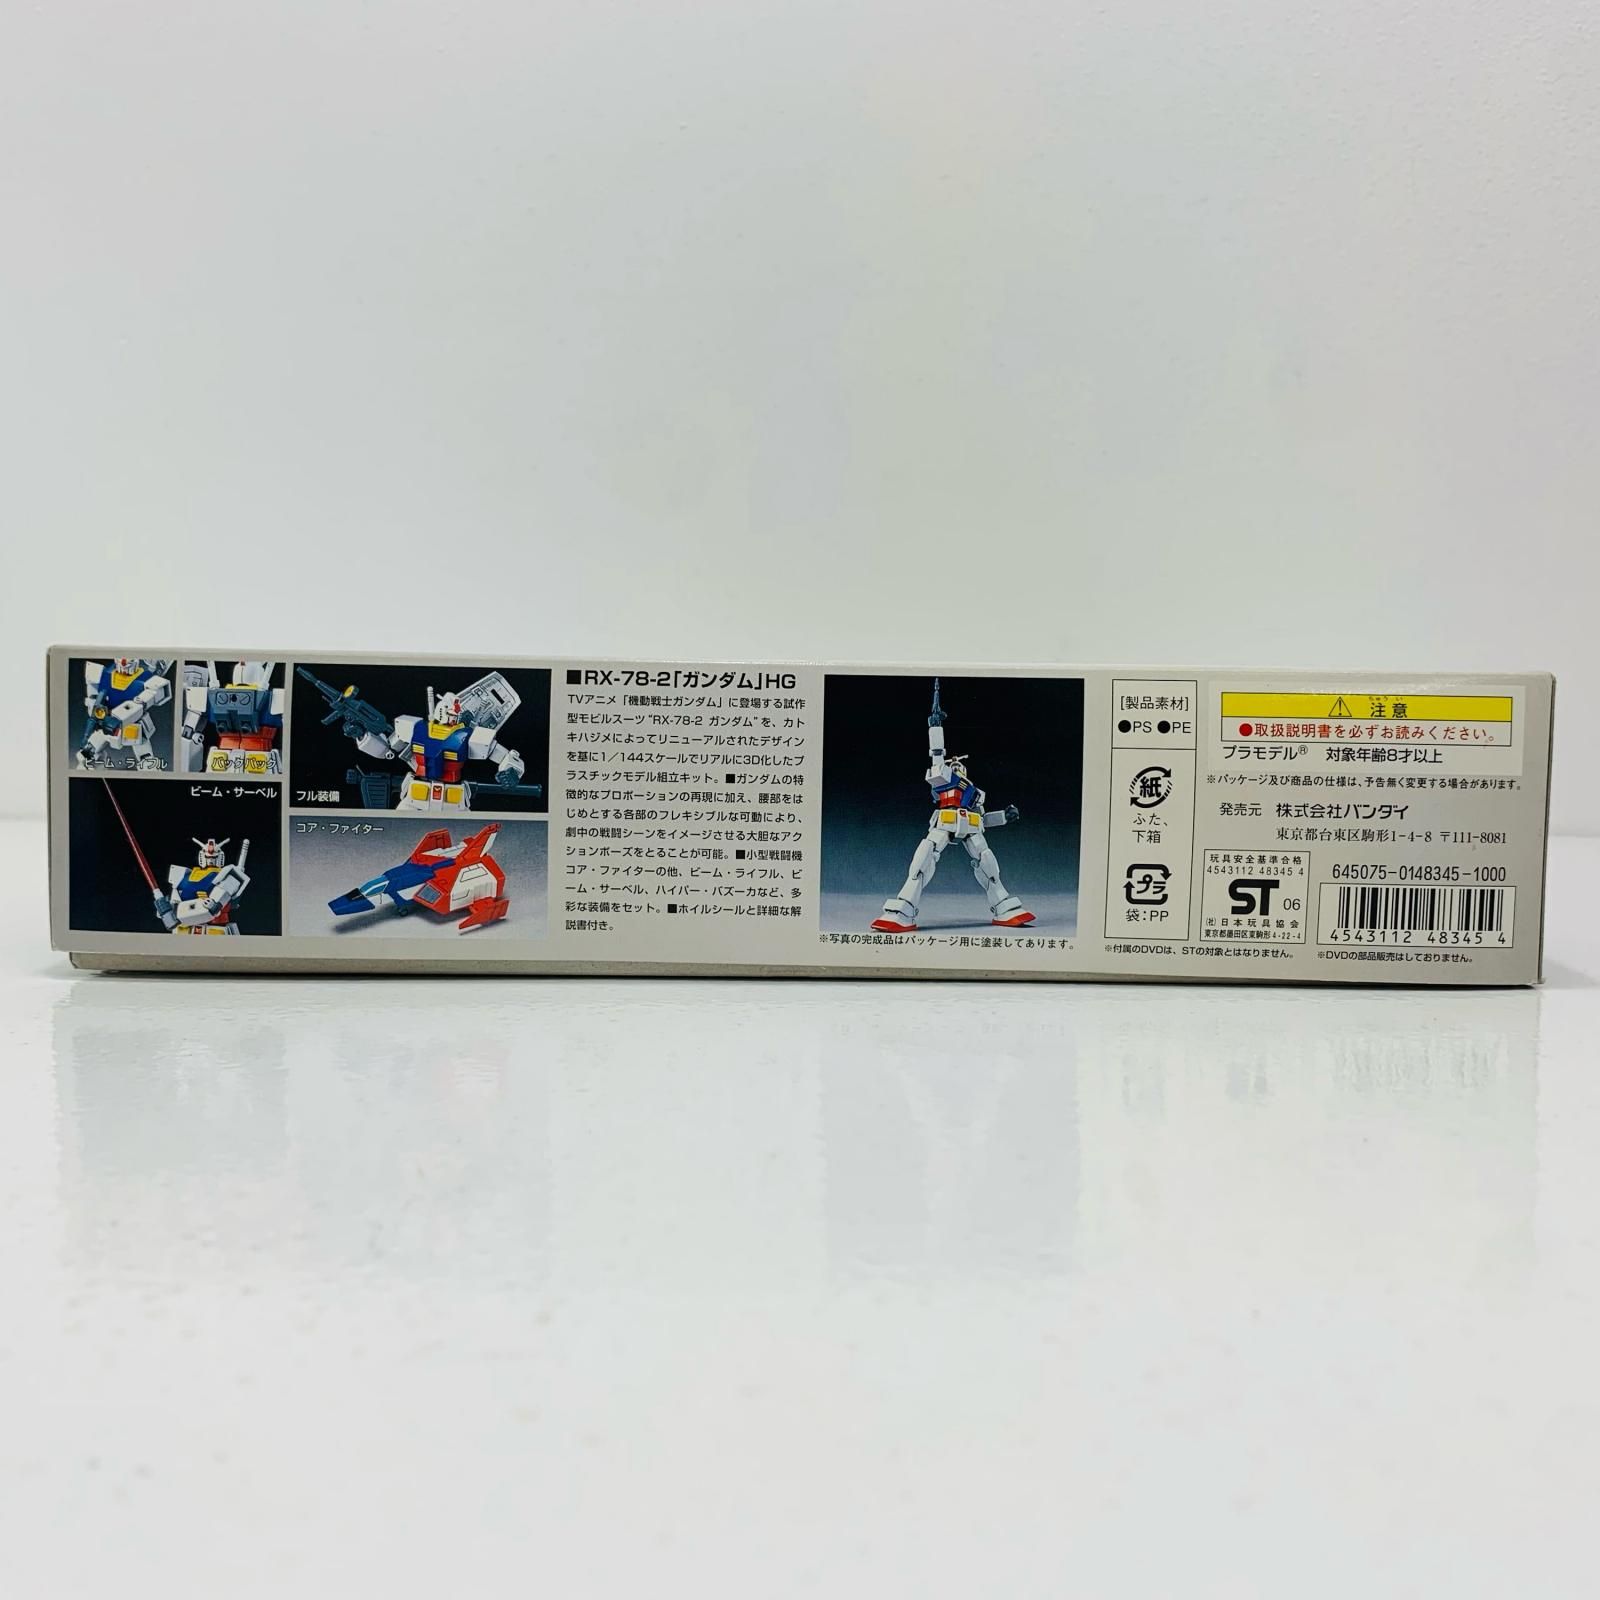 ビーム・ライフル
バックパック
ビーム・サーベル
フル装備
コア・ファイター
■RX-78-2「ガンダム」HG
TVアニメ「機動戦士ガンダム」に登場する試作
型モビルスーツ“RX-78-2 ガンダム”を、カト
キハジメによってリニューアルされたデザイン
を基に1/144スケールでリアルに3D化したプ
ラスチックモデル組立キット。■ガンダムの特
徴的なプロポーションの再現に加え、腰部をは
じめとする各部のフレキシブルな可動により、
劇中の戦闘シーンをイメージさせる大胆なアク
ションポーズをとることが可能。■小型戦闘機
コア・ファイターの他、ビーム・ライフル、ビ
ーム・サーベル、ハイパー・バズーカなど、多
彩な装備をセット。■ホイルシールと詳細な解
説書付き。
※写真の完成品はパッケージ用に塗装してあります。
[製品素材]
●PS ●PE
紙
ふた、
下箱
プラ
袋:PP
※付属のDVDは、STの対象とはなりません。
ちゅう い
⚠ 注意
●取扱説明書を必ずお読みください。
プラモデル® 対象年齢8才以上
※パッケージ及び商品の仕様は、予告無く変更する場合があります。
発売元 株式会社バンダイ
東京都台東区駒形1-4-8 〒111-8081
玩具安全基準合格
4543112 48345 4
ST 06
(社)日本玩具協会
東京都墨田区東駒形4-22-4
645075-0148345-1000
4543112 48345 4
※DVDの部品販売はしておりません。